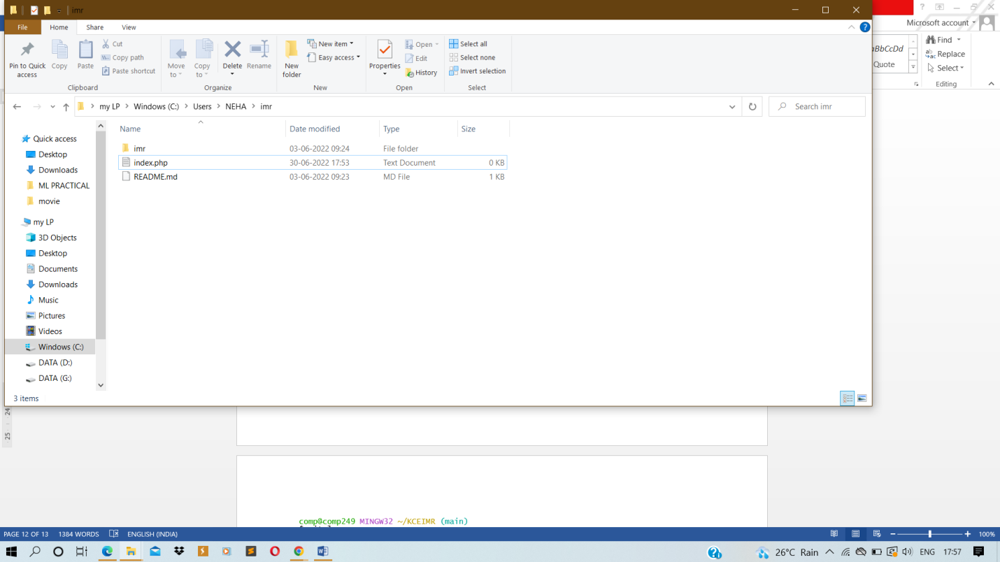 imr
File Home Share View
Microsoft account
Pin to Quick access
Copy
Paste
Cut
Copy path
Paste shortcut
Clipboard
Move to
Copy to
Delete
Rename
Organize
New folder
New item
Easy access
New
Properties
Open
Edit
History
Open
Select all
Select none
Invert selection
Select
aBbCcDd
Quote
Find
Replace
Select
Editing
my LP > Windows (C:) > Users > NEHA > imr
Search imr
Name Date modified Type Size
imr 03-06-2022 09:24 File folder
index.php 30-06-2022 17:53 Text Document 0 KB
README.md 03-06-2022 09:23 MD File 1 KB
Quick access
Desktop
Downloads
ML PRACTICAL
movie
my LP
3D Objects
Desktop
Documents
Downloads
Music
Pictures
Videos
Windows (C:)
DATA (D:)
DATA (G:)
3 items
24
25
comp@comp249 MINGW32 ~/KCEIMR (main)
PAGE 12 OF 13 1384 WORDS ENGLISH (INDIA) 100%
26°C Rain ENG 17:57